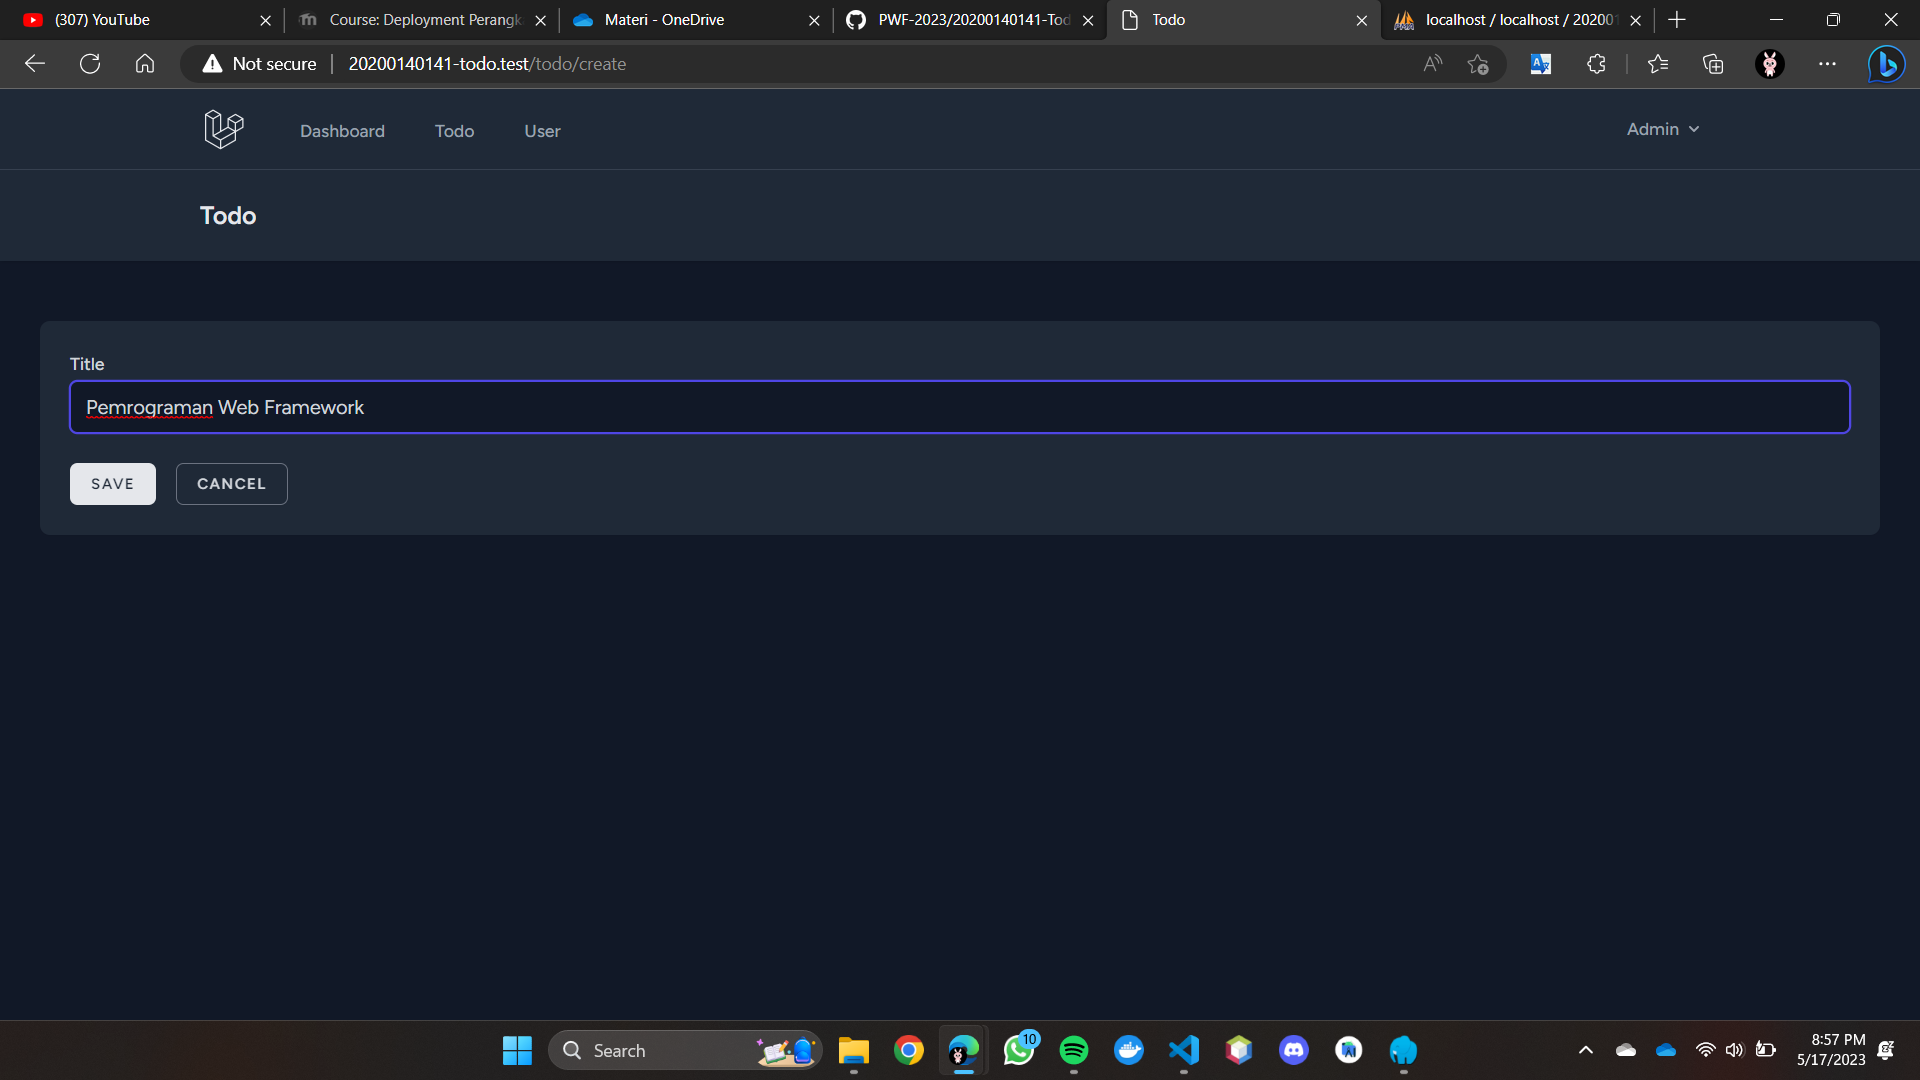 (307) YouTube
Course: Deployment Perangk
Materi - OneDrive
PWF-2023/20200140141-Tod
Todo
localhost / localhost / 202001
Not secure
20200140141-todo.test/todo/create
Dashboard
Todo
User
Admin
Todo
Title
Pemrograman Web Framework
SAVE
CANCEL
Search
10
8:57 PM
5/17/2023